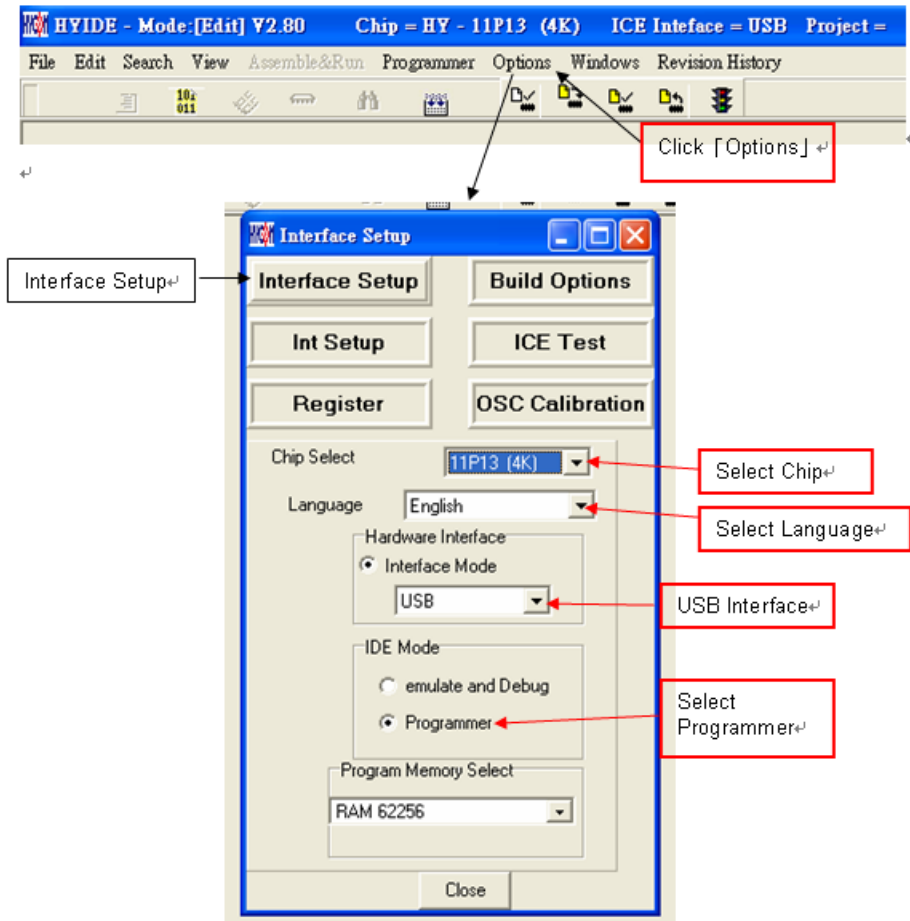 HYIDE - Mode:[Edit] V2.80 Chip = HY - 11P13 (4K) ICE Inteface = USB Project =
File Edit Search View Assemble&Run Programmer Options Windows Revision History
Click「Options」
Interface Setup
Interface Setup
Interface Setup Build Options
Int Setup ICE Test
Register OSC Calibration
Chip Select 11P13 (4K)
Select Chip
Language English
Select Language
Hardware Interface
Interface Mode
USB
USB Interface
IDE Mode
emulate and Debug
Programmer
Select
Programmer
Program Memory Select
RAM 62256
Close